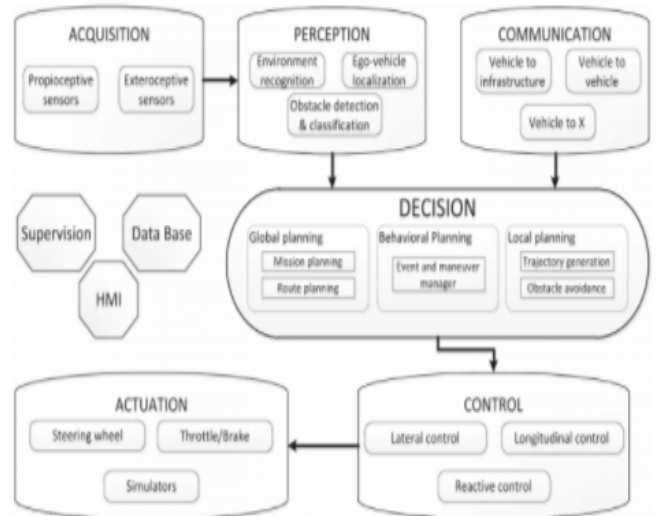 ACQUISITION
Propioceptive
sensors
Exteroceptive
sensors
PERCEPTION
Environment
recognition
Ego-vehicle
localization
Obstacle detection
& classification
COMMUNICATION
Vehicle to
infrastructure
Vehicle to
vehicle
Vehicle to X
Supervision
Data Base
HMI
DECISION
Global planning
Mission planning
Route planning
Behavioral Planning
Event and maneuver
manager
Local planning
Trajectory generation
Obstacle avoidance
ACTUATION
Steering wheel
Throttle/Brake
Simulators
CONTROL
Lateral control
Longitudinal control
Reactive control